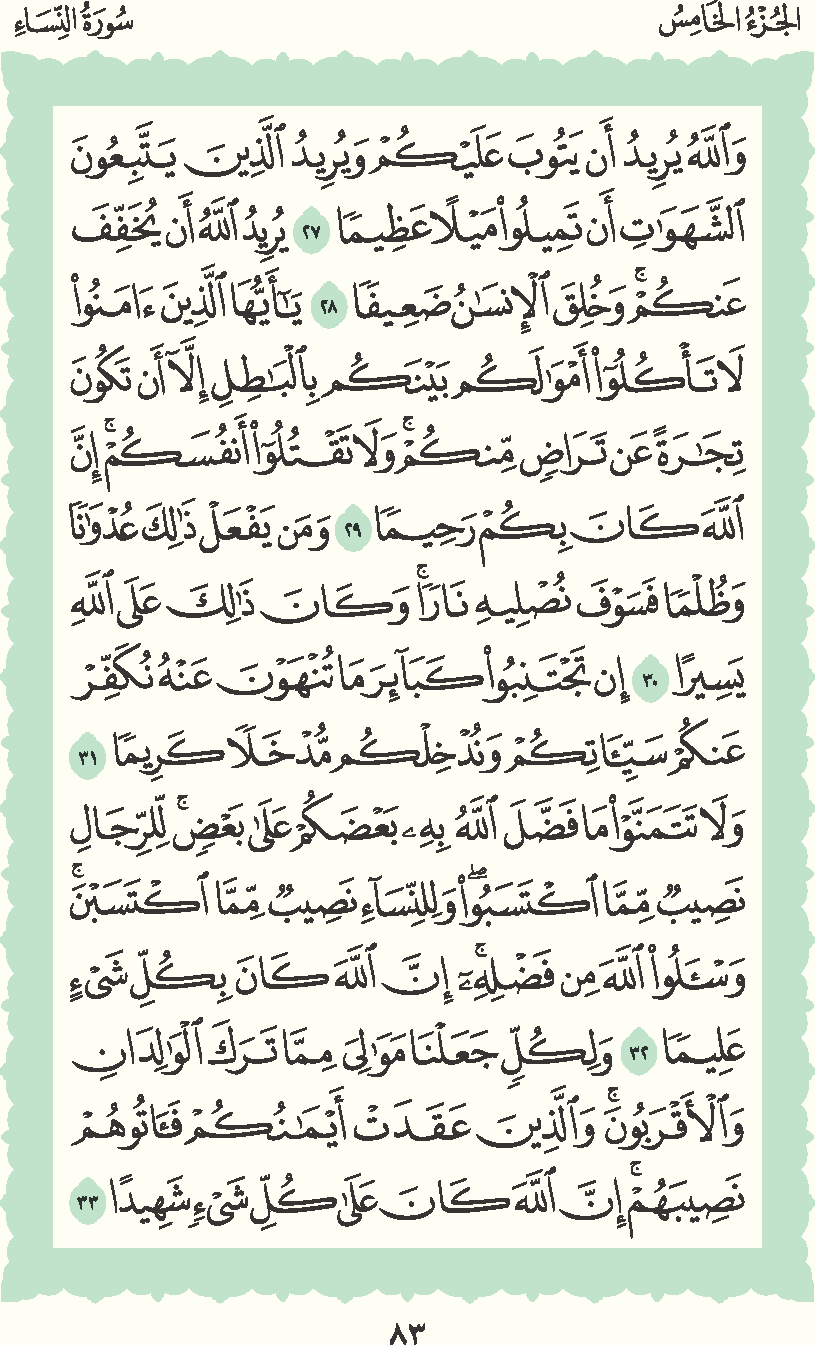 الجُزْءُ الخَامِسُ
سُورَةُ النِّسَاءِ
وَٱللَّهُ يُرِيدُ أَن يَتُوبَ عَلَيْكُمْ وَيُرِيدُ ٱلَّذِينَ يَتَّبِعُونَ
ٱلشَّهَوَٰتِ أَن تَمِيلُوا۟ مَيْلًا عَظِيمًا ٢٧ يُرِيدُ ٱللَّهُ أَن يُخَفِّفَ
عَنكُمْ ۚ وَخُلِقَ ٱلْإِنسَٰنُ ضَعِيفًا ٢٨ يَٰٓأَيُّهَا ٱلَّذِينَ ءَامَنُوا۟
لَا تَأْكُلُوٓا۟ أَمْوَٰلَكُم بَيْنَكُم بِٱلْبَٰطِلِ إِلَّآ أَن تَكُونَ
تِجَٰرَةً عَن تَرَاضٍ مِّنكُمْ ۚ وَلَا تَقْتُلُوٓا۟ أَنفُسَكُمْ ۚ إِنَّ
ٱللَّهَ كَانَ بِكُمْ رَحِيمًا ٢٩ وَمَن يَفْعَلْ ذَٰلِكَ عُدْوَٰنًا
وَظُلْمًا فَسَوْفَ نُصْلِيهِ نَارًا ۚ وَكَانَ ذَٰلِكَ عَلَى ٱللَّهِ
يَسِيرًا ٣٠ إِن تَجْتَنِبُوا۟ كَبَآئِرَ مَا تُنْهَوْنَ عَنْهُ نُكَفِّرْ
عَنكُمْ سَيِّـَٔاتِكُمْ وَنُدْخِلْكُم مُّدْخَلًا كَرِيمًا ٣١
وَلَا تَتَمَنَّوْا۟ مَا فَضَّلَ ٱللَّهُ بِهِۦ بَعْضَكُمْ عَلَىٰ بَعْضٍ ۚ لِّلرِّجَالِ
نَصِيبٌ مِّمَّا ٱكْتَسَبُوا۟ ۖ وَلِلنِّسَآءِ نَصِيبٌ مِّمَّا ٱكْتَسَبْنَ ۚ
وَسْـَٔلُوا۟ ٱللَّهَ مِن فَضْلِهِۦٓ ۚ إِنَّ ٱللَّهَ كَانَ بِكُلِّ شَىْءٍ
عَلِيمًا ٣٢ وَلِكُلٍّ جَعَلْنَا مَوَٰلِىَ مِمَّا تَرَكَ ٱلْوَٰلِدَانِ
وَٱلْأَقْرَبُونَ ۚ وَٱلَّذِينَ عَقَدَتْ أَيْمَٰنُكُمْ فَـَٔاتُوهُمْ
نَصِيبَهُمْ ۚ إِنَّ ٱللَّهَ كَانَ عَلَىٰ كُلِّ شَىْءٍ شَهِيدًا ٣٣
٨٣